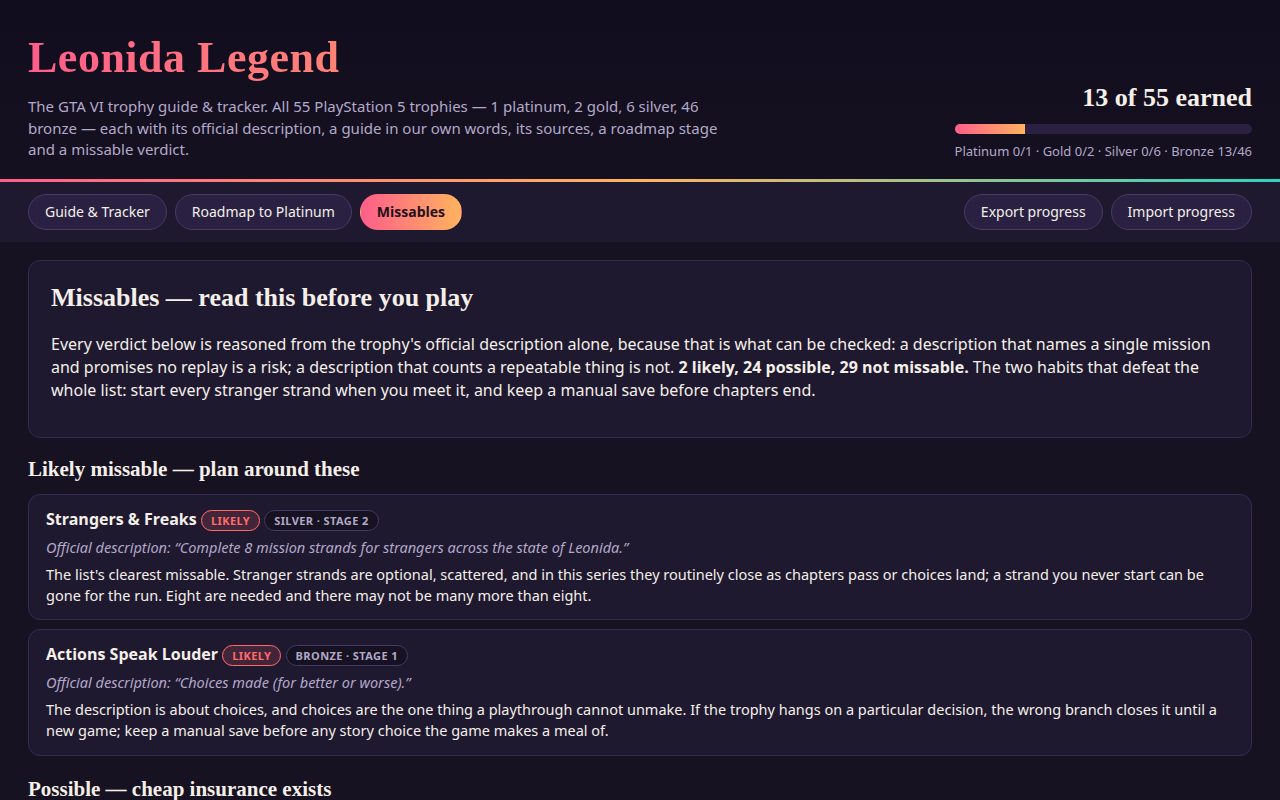 Leonida Legend
The GTA VI trophy guide & tracker. All 55 PlayStation 5 trophies — 1 platinum, 2 gold, 6 silver, 46
bronze — each with its official description, a guide in our own words, its sources, a roadmap stage
and a missable verdict.
13 of 55 earned
Platinum 0/1 · Gold 0/2 · Silver 0/6 · Bronze 13/46
Guide & Tracker
Roadmap to Platinum
Missables
Export progress
Import progress
Missables — read this before you play
Every verdict below is reasoned from the trophy's official description alone, because that is what can be checked: a description that names a single mission
and promises no replay is a risk; a description that counts a repeatable thing is not. 2 likely, 24 possible, 29 not missable. The two habits that defeat the
whole list: start every stranger strand when you meet it, and keep a manual save before chapters end.
Likely missable — plan around these
Strangers & Freaks LIKELY SILVER · STAGE 2
Official description: “Complete 8 mission strands for strangers across the state of Leonida.”
The list's clearest missable. Stranger strands are optional, scattered, and in this series they routinely close as chapters pass or choices land; a strand you never start can be
gone for the run. Eight are needed and there may not be many more than eight.
Actions Speak Louder LIKELY BRONZE · STAGE 1
Official description: “Choices made (for better or worse).”
The description is about choices, and choices are the one thing a playthrough cannot unmake. If the trophy hangs on a particular decision, the wrong branch closes it until a
new game; keep a manual save before any story choice the game makes a meal of.
Possible — cheap insurance exists